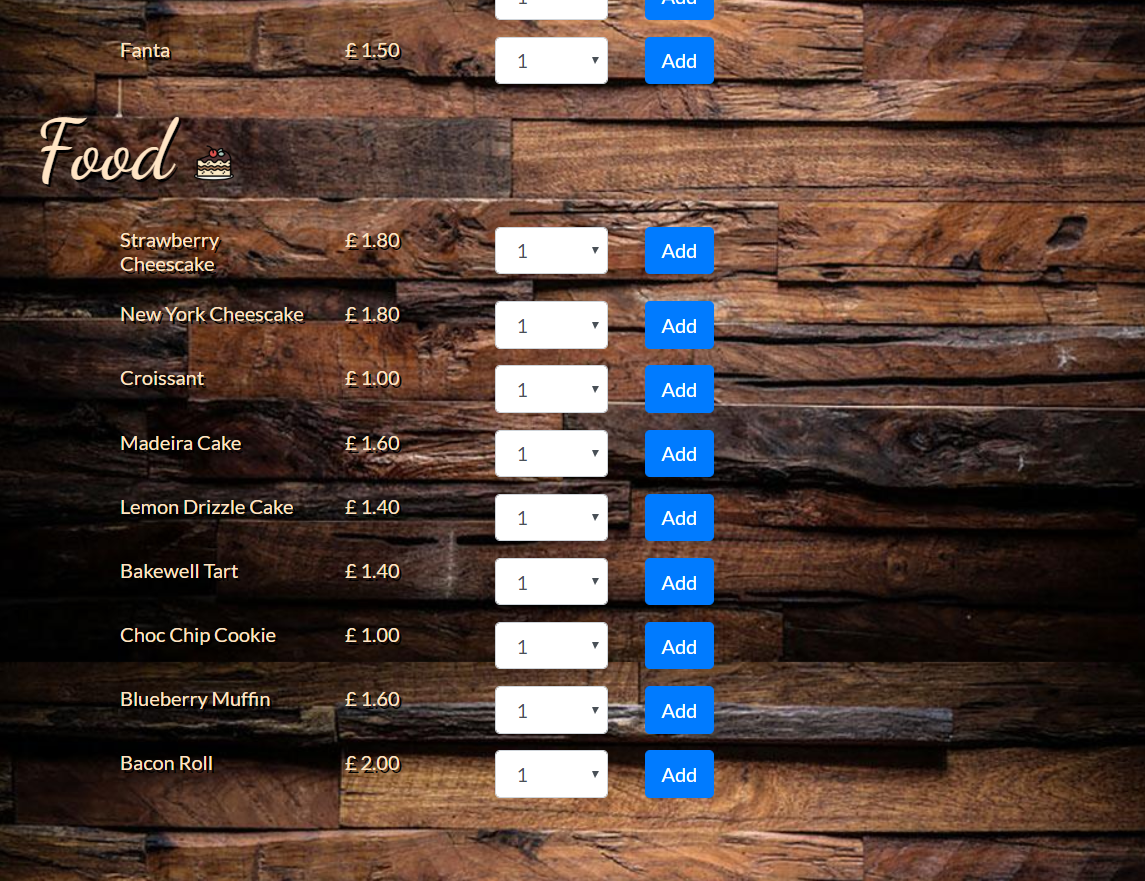 1 Add
Fanta £ 1.50 1 Add
Food
Strawberry £ 1.80 1 Add
Cheescake
New York Cheescake £ 1.80 1 Add
Croissant £ 1.00 1 Add
Madeira Cake £ 1.60 1 Add
Lemon Drizzle Cake £ 1.40 1 Add
Bakewell Tart £ 1.40 1 Add
Choc Chip Cookie £ 1.00 1 Add
Blueberry Muffin £ 1.60 1 Add
Bacon Roll £ 2.00 1 Add